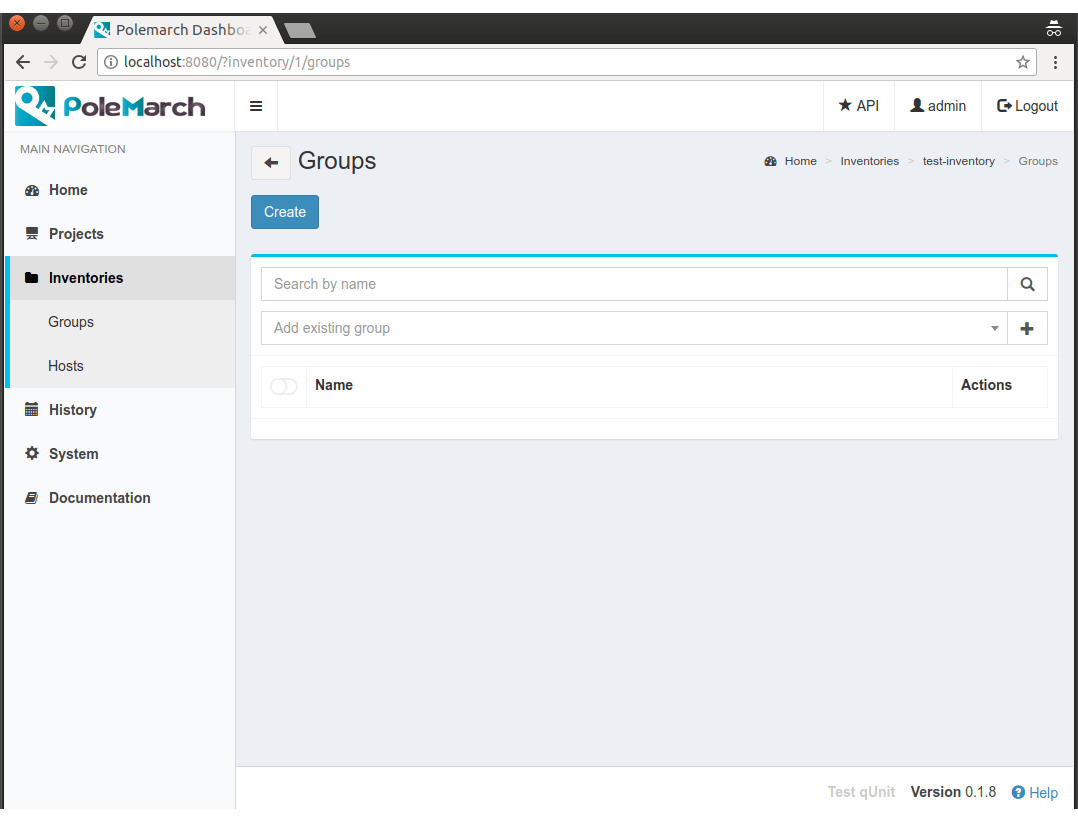 Polemarch Dashbo
localhost:8080/?inventory/1/groups
PoleMarch
API
admin
Logout
MAIN NAVIGATION
Home
Projects
Inventories
Groups
Hosts
History
System
Documentation
Groups
Home > Inventories > test-inventory > Groups
Create
Search by name
Add existing group
Name Actions
Test qUnit Version 0.1.8 Help